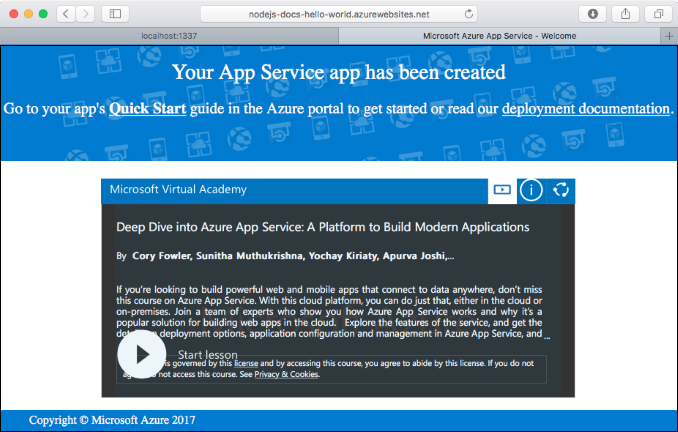 nodejs-docs-hello-world.azurewebsites.net
localhost:1337
Microsoft Azure App Service - Welcome
Your App Service app has been created
Go to your app's Quick Start guide in the Azure portal to get started or read our deployment documentation.
Microsoft Virtual Academy
Deep Dive into Azure App Service: A Platform to Build Modern Applications
By Cory Fowler, Sunitha Muthukrishna, Yochay Kiriaty, Apurva Joshi,...
If you're looking to build powerful web and mobile apps that connect to data anywhere, don't miss
this course on Azure App Service. With this cloud platform, you can do just that, either in the cloud or
on-premises. Join a team of experts who show you how Azure App Service works and why it's a
popular solution for building web apps in the cloud. Explore the features of the service, and get the
deployment options, application configuration and management in Azure App Service, and ...
Start lesson
is governed by this license and by accessing this course, you agree to abide by this license. If you do not
not access this course. See Privacy & Cookies.
Copyright © Microsoft Azure 2017